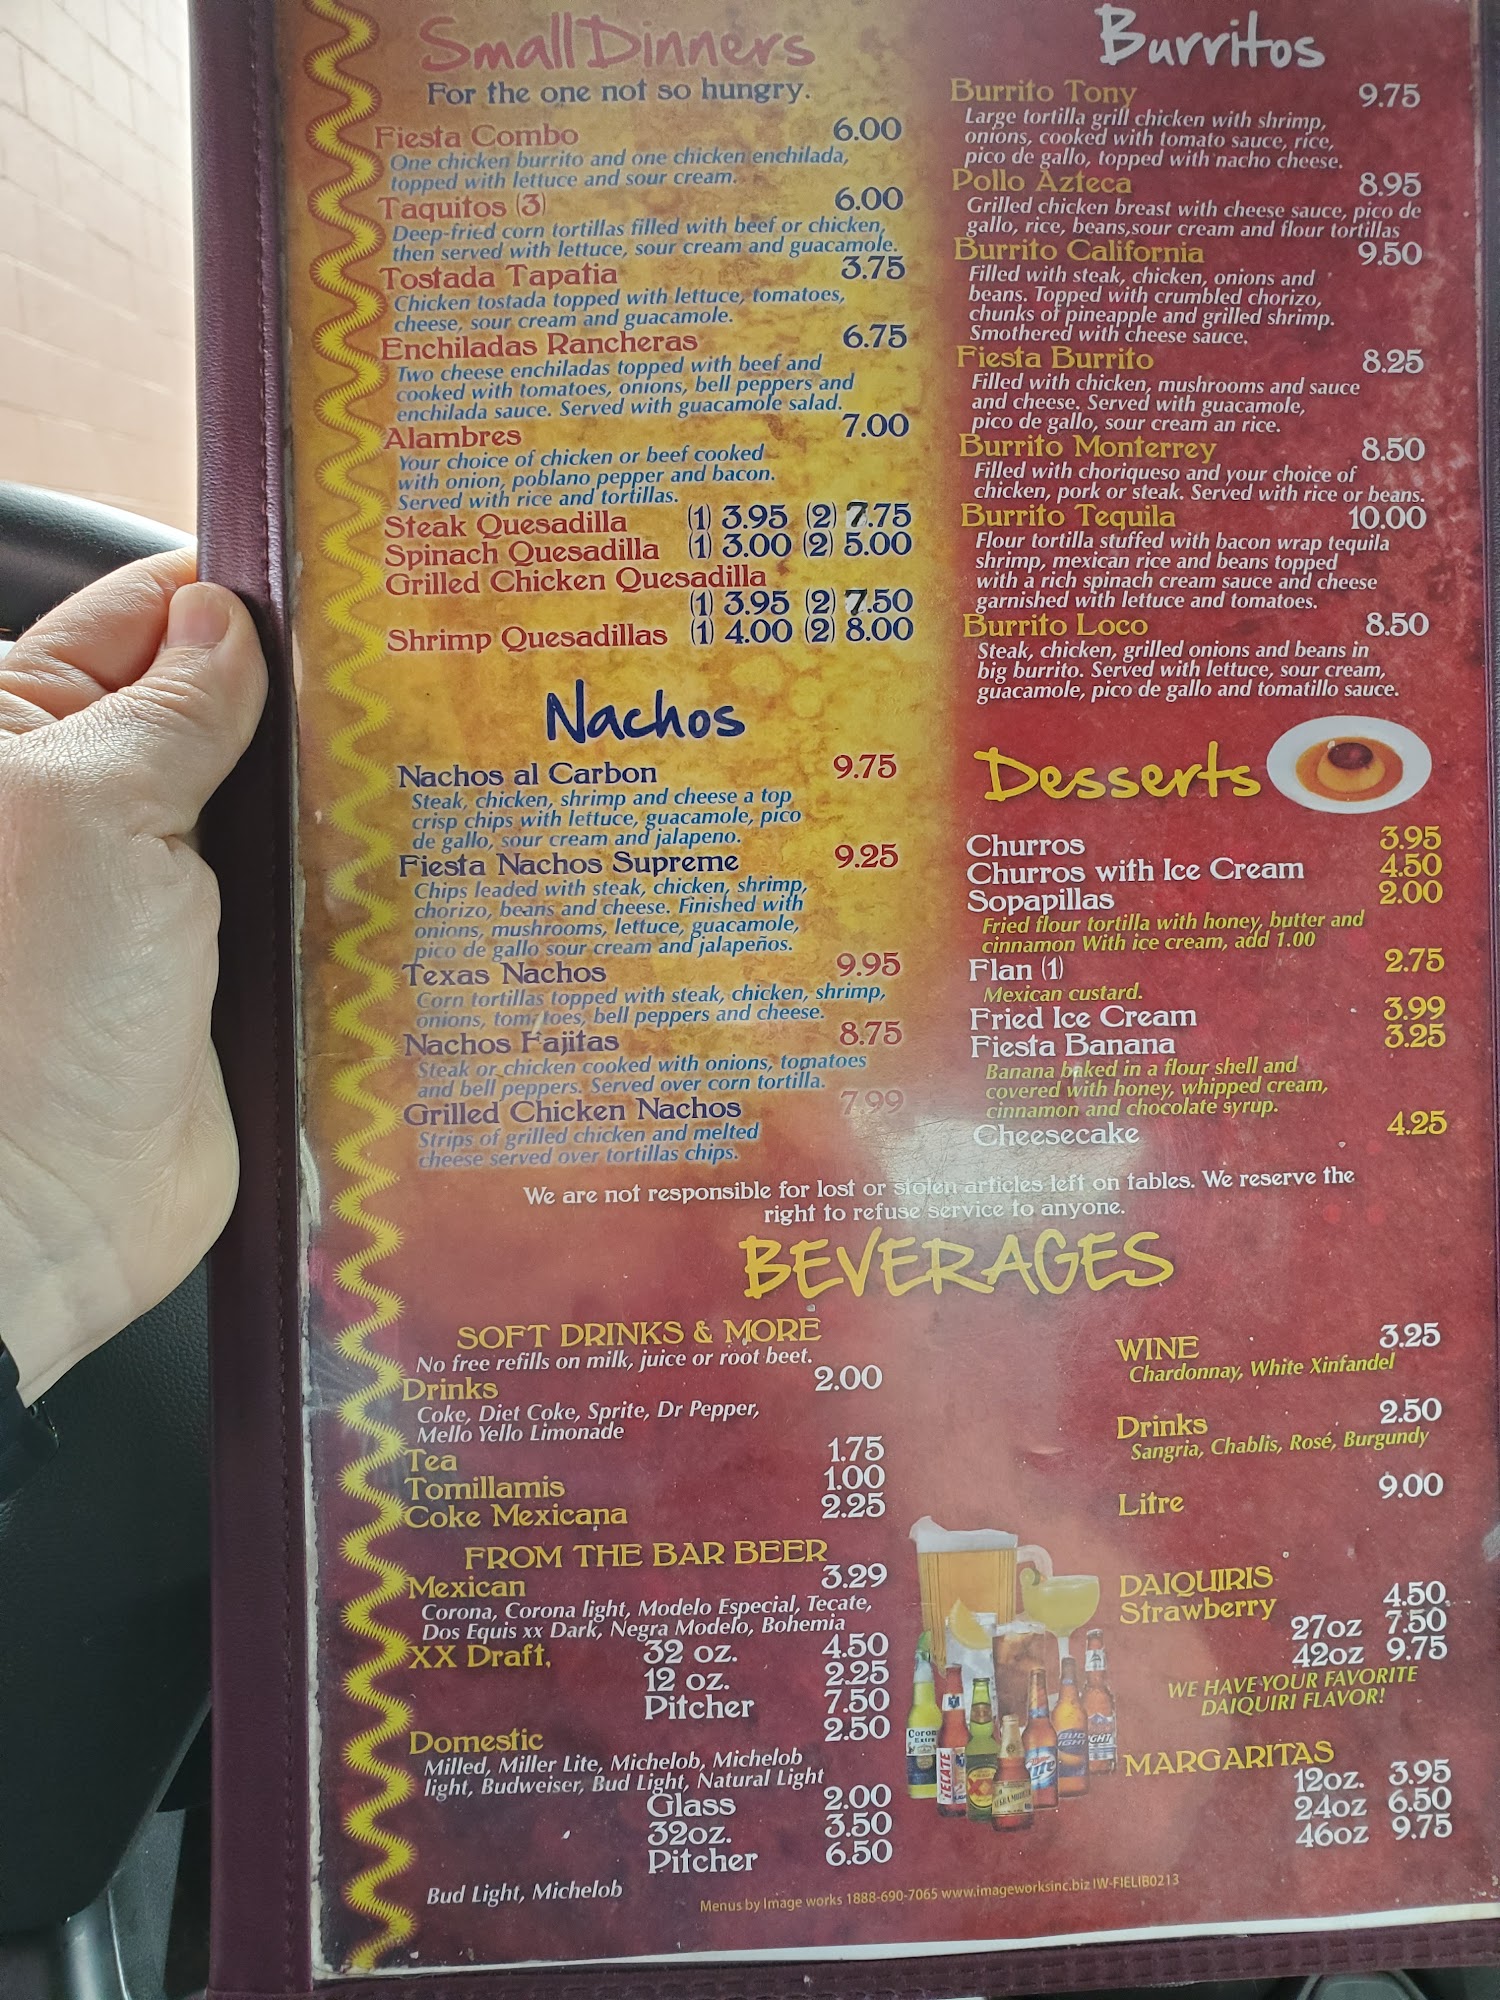 Small Dinners
For the one not so hungry.
Fiesta Combo 6.00
One chicken burrito and one chicken enchilada,
topped with lettuce and sour cream.
Taquitos (3) 6.00
Deep-fried corn tortillas filled with beef or chicken,
then served with lettuce, sour cream and guacamole.
Tostada Tapatia 3.75
Chicken tostada topped with lettuce, tomatoes,
cheese, sour cream and guacamole.
Enchiladas Rancheras 6.75
Two cheese enchiladas topped with beef and
cooked with tomatoes, onions, bell peppers and
enchilada sauce. Served with guacamole salad.
Alambres 7.00
Your choice of chicken or beef cooked
with onion, poblano pepper and bacon.
Served with rice and tortillas.
Steak Quesadilla (1) 3.95 (2) 7.75
Spinach Quesadilla (1) 3.00 (2) 5.00
Grilled Chicken Quesadilla
(1) 3.95 (2) 7.50
Shrimp Quesadillas (1) 4.00 (2) 8.00
Nachos
Nachos al Carbon 9.75
Steak, chicken, shrimp and cheese a top
crisp chips with lettuce, guacamole, pico
de gallo, sour cream and jalapeno.
Fiesta Nachos Supreme 9.25
Chips leaded with steak, chicken, shrimp,
chorizo, beans and cheese. Finished with
onions, mushrooms, lettuce, guacamole,
pico de gallo sour cream and jalapeños.
Texas Nachos 9.95
Corn tortillas topped with steak, chicken, shrimp,
onions, tomatoes, bell peppers and cheese.
Nachos Fajitas 8.75
Steak or chicken cooked with onions, tomatoes
and bell peppers. Served over corn tortilla.
Grilled Chicken Nachos 7.99
Strips of grilled chicken and melted
cheese served over tortillas chips.
Burritos
Burrito Tony 9.75
Large tortilla grill chicken with shrimp,
onions, cooked with tomato sauce, rice,
pico de gallo, topped with nacho cheese.
Pollo Azteca 8.95
Grilled chicken breast with cheese sauce, pico de
gallo, rice, beans,sour cream and flour tortillas
Burrito California 9.50
Filled with steak, chicken, onions and
beans. Topped with crumbled chorizo,
chunks of pineapple and grilled shrimp.
Smothered with cheese sauce.
Fiesta Burrito 8.25
Filled with chicken, mushrooms and sauce
and cheese. Served with guacamole,
pico de gallo, sour cream an rice.
Burrito Monterrey 8.50
Filled with choriqueso and your choice of
chicken, pork or steak. Served with rice or beans.
Burrito Tequila 10.00
Flour tortilla stuffed with bacon wrap tequila
shrimp, mexican rice and beans topped
with a rich spinach cream sauce and cheese
garnished with lettuce and tomatoes.
Burrito Loco 8.50
Steak, chicken, grilled onions and beans in
big burrito. Served with lettuce, sour cream,
guacamole, pico de gallo and tomatillo sauce.
Desserts
Churros 3.95
Churros with Ice Cream 4.50
Sopapillas 2.00
Fried flour tortilla with honey, butter and
cinnamon With ice cream, add 1.00
Flan (1) 2.75
Mexican custard.
Fried Ice Cream 3.99
Fiesta Banana 3.25
Banana baked in a flour shell and
covered with honey, whipped cream,
cinnamon and chocolate syrup.
Cheesecake 4.25
We are not responsible for lost or stolen articles left on tables. We reserve the
right to refuse service to anyone.
BEVERAGES
SOFT DRINKS & MORE
No free refills on milk, juice or root beet.
Drinks 2.00
Coke, Diet Coke, Sprite, Dr Pepper,
Mello Yello Limonade
Tea 1.75
Tomillamis 1.00
Coke Mexicana 2.25
FROM THE BAR BEER
Mexican 3.29
Corona, Corona light, Modelo Especial, Tecate,
Dos Equis xx Dark, Negra Modelo, Bohemia
XX Draft, 32 oz. 4.50
12 oz. 2.25
Pitcher 7.50
Domestic 2.50
Milled, Miller Lite, Michelob, Michelob
light, Budweiser, Bud Light, Natural Light
Glass 2.00
32oz. 3.50
Pitcher 6.50
Bud Light, Michelob
WINE 3.25
Chardonnay, White Xinfandel
Drinks 2.50
Sangria, Chablis, Rosé, Burgundy
Litre 9.00
DAIQUIRIS
Strawberry 4.50
27oz 7.50
42oz 9.75
WE HAVE YOUR FAVORITE
DAIQUIRI FLAVOR!
MARGARITAS
12oz. 3.95
24oz 6.50
46oz 9.75
Corona
Extra
TECATE
Lite
BUD
LIGHT
Menus by Image works 1888-690-7065 www.imageworksinc.biz IW-FIELIB0213